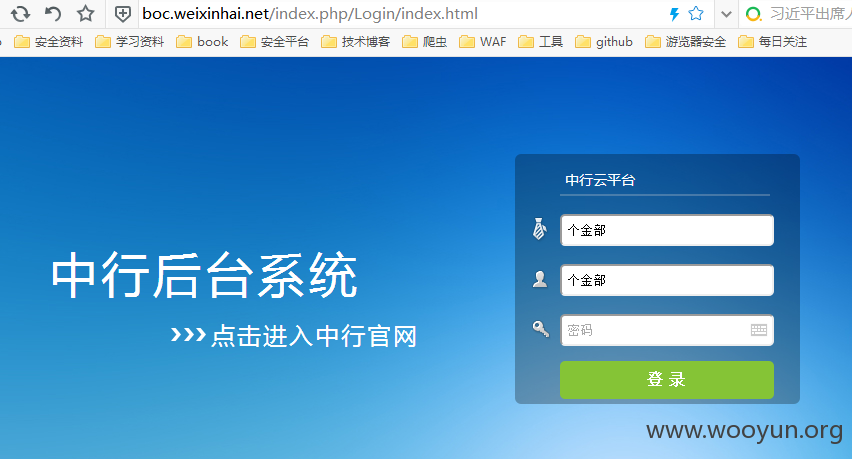 boc.weixinhai.net/index.php/Login/index.html
习近平出席人
安全资料 学习资料 book 安全平台 技术博客 爬虫 WAF 工具 github 游览器安全 每日关注
中行云平台
个金部
个金部
密码
登 录
中行后台系统
>>> 点击进入中行官网
www.wooyun.org